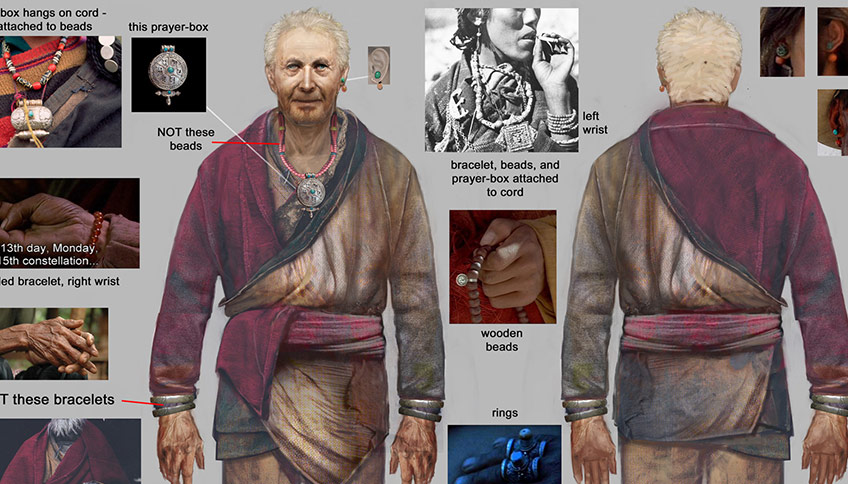 box hangs on cord -
attached to beads
this prayer-box
NOT these
beads
left
wrist
bracelet, beads, and
prayer-box attached
to cord
13th day, Monday,
15th constellation...
bracelet, right wrist
wooden
beads
these bracelets
rings